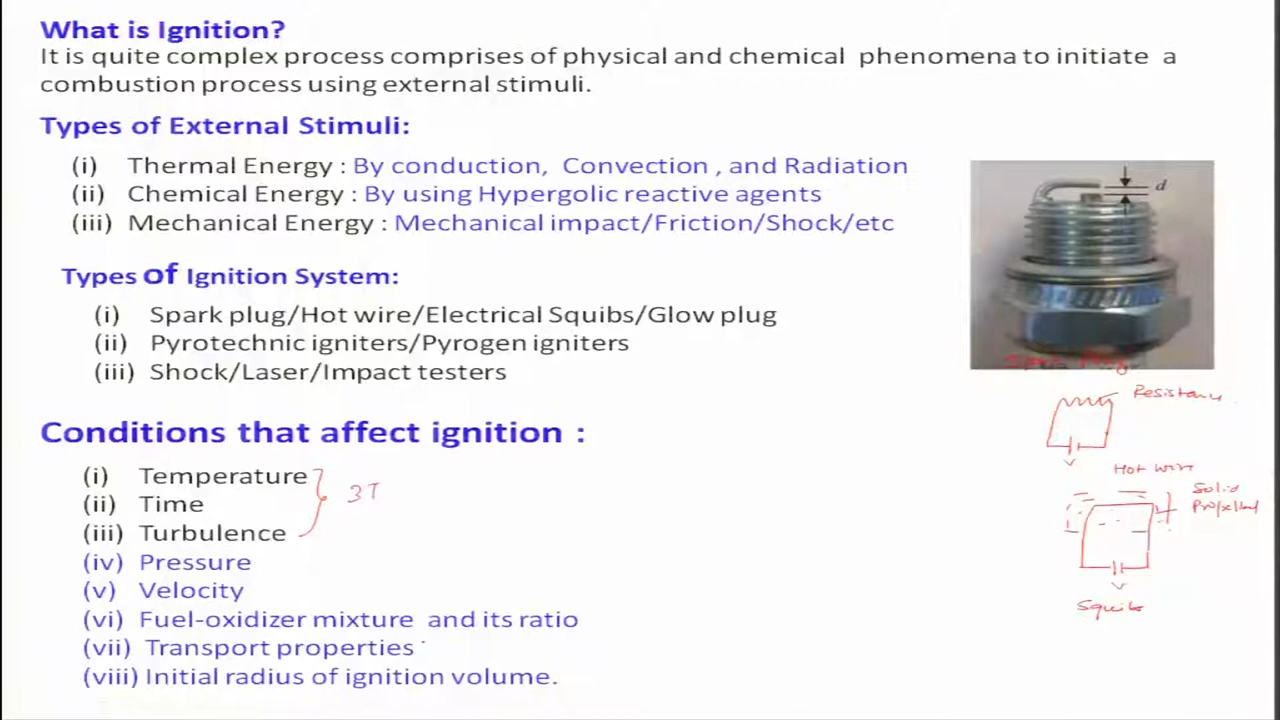 What is Ignition?
It is quite complex process comprises of physical and chemical phenomena to initiate a
combustion process using external stimuli.
Types of External Stimuli:
(i) Thermal Energy : By conduction, Convection , and Radiation
(ii) Chemical Energy : By using Hypergolic reactive agents
(iii) Mechanical Energy : Mechanical impact/Friction/Shock/etc
Types of Ignition System:
(i) Spark plug/Hot wire/Electrical Squibs/Glow plug
(ii) Pyrotechnic igniters/Pyrogen igniters
(iii) Shock/Laser/Impact testers
Conditions that affect ignition :
(i) Temperature
(ii) Time
(iii) Turbulence
3T
(iv) Pressure
(v) Velocity
(vi) Fuel-oxidizer mixture and its ratio
(vii) Transport properties
(viii) Initial radius of ignition volume.
d
Spark Plug
Resistance
V
Hot wire
Solid
Propellant
V
Squib